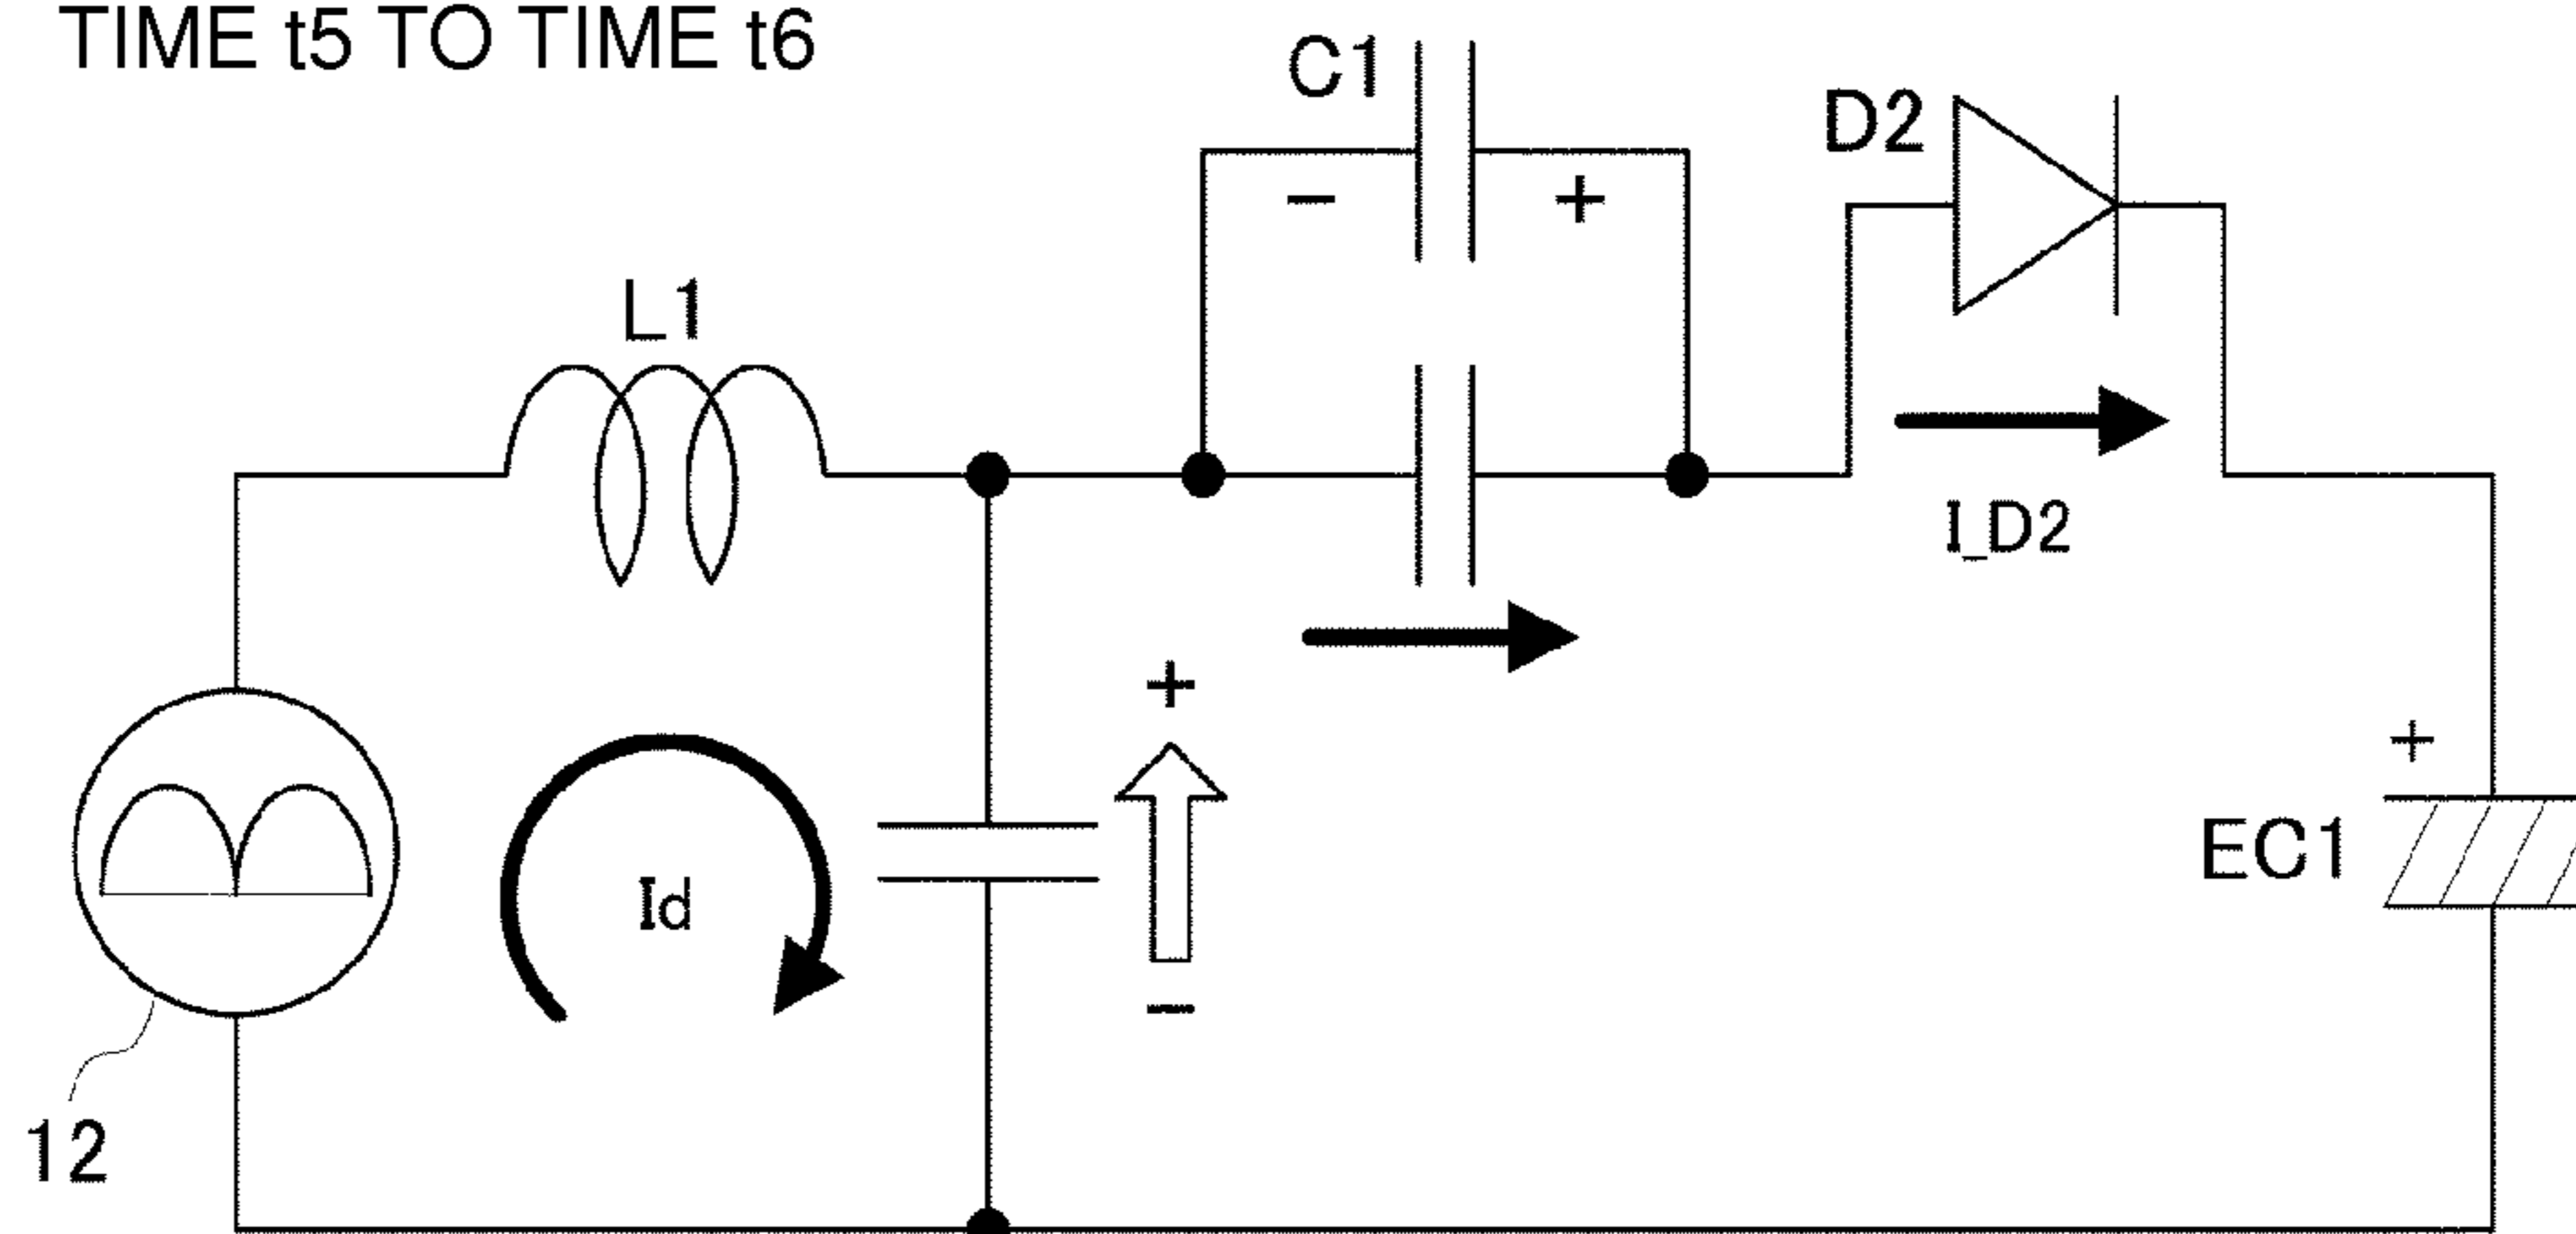 TIME t5 TO TIME t6
C1
D2
− +
L1
I_D2
+
+
EC1
Id
−
12